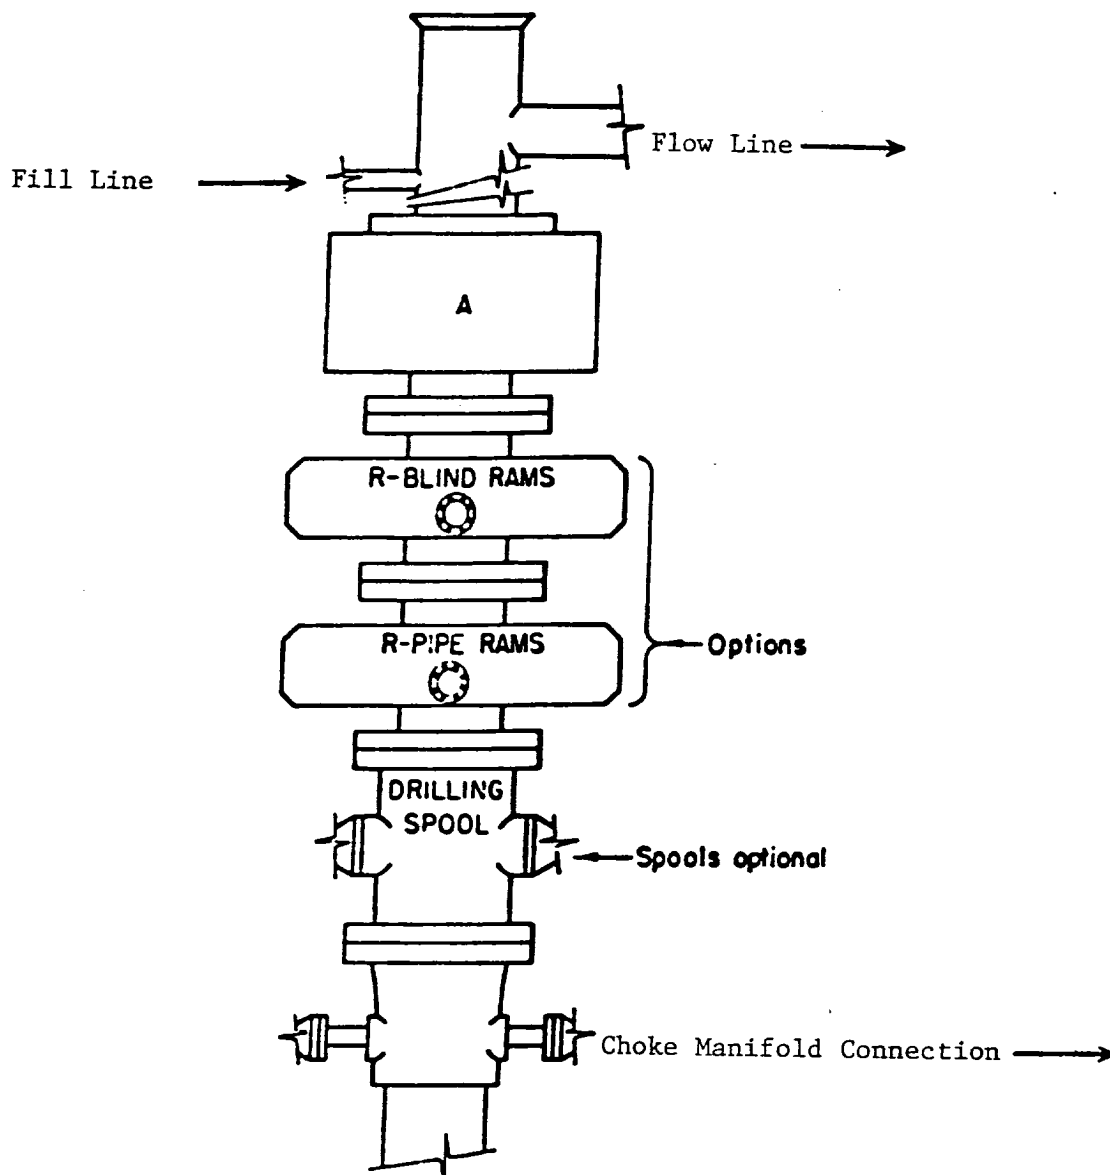 Flow Line
Fill Line
A
R-BLIND RAMS
R-PIPE RAMS
Options
DRILLING
SPOOL
Spools optional
Choke Manifold Connection